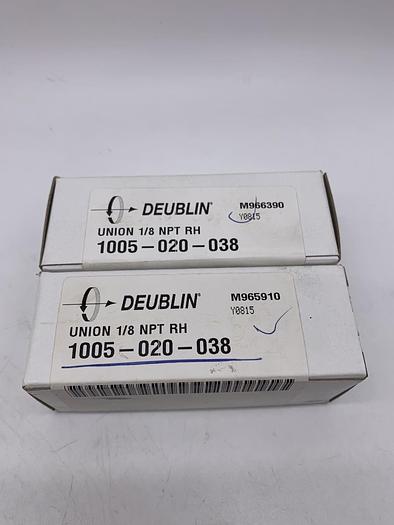 DEUBLIN®
M966390
Y0815
UNION 1/8 NPT RH
1005-020-038
DEUBLIN®
M965910
Y0815
UNION 1/8 NPT RH
1005-020-038